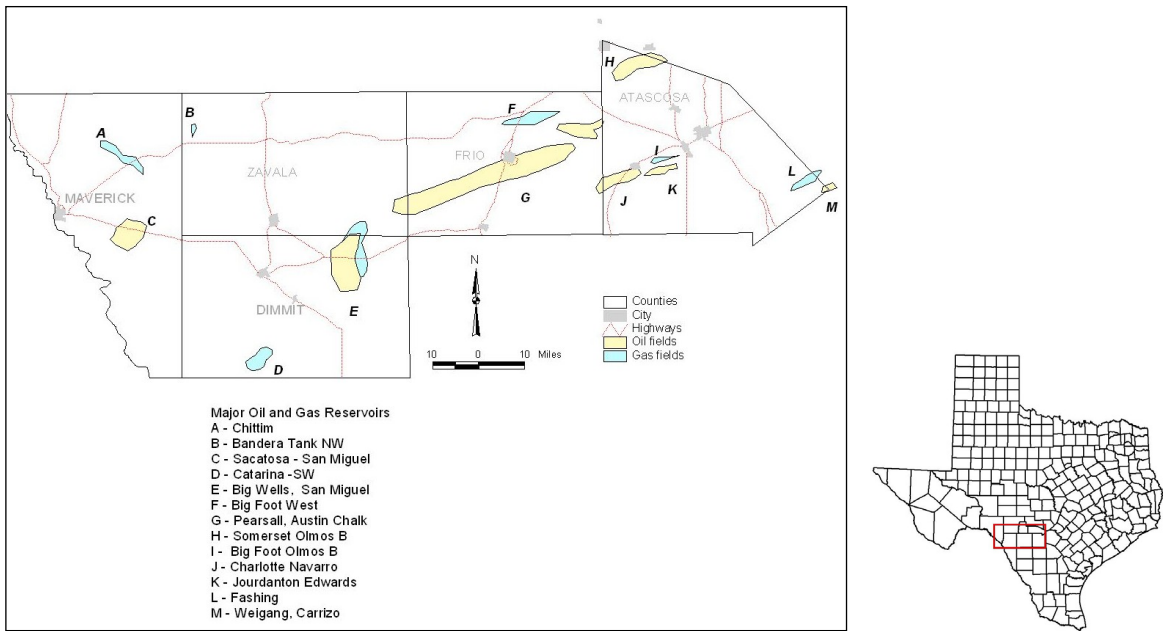 H
ATASCOSA
B
F
A
I
FRIO
ZAVALA
L
K
MAVERICK
G
J
M
C
N
DIMMIT
E
Counties
City
Highways
10 0 10 Miles
Oil fields
Gas fields
D
Major Oil and Gas Reservoirs
A - Chittim
B - Bandera Tank NW
C - Sacatosa - San Miguel
D - Catarina -SW
E - Big Wells, San Miguel
F - Big Foot West
G - Pearsall, Austin Chalk
H - Somerset Olmos B
I - Big Foot Olmos B
J - Charlotte Navarro
K - Jourdanton Edwards
L - Fashing
M - Weigang, Carrizo